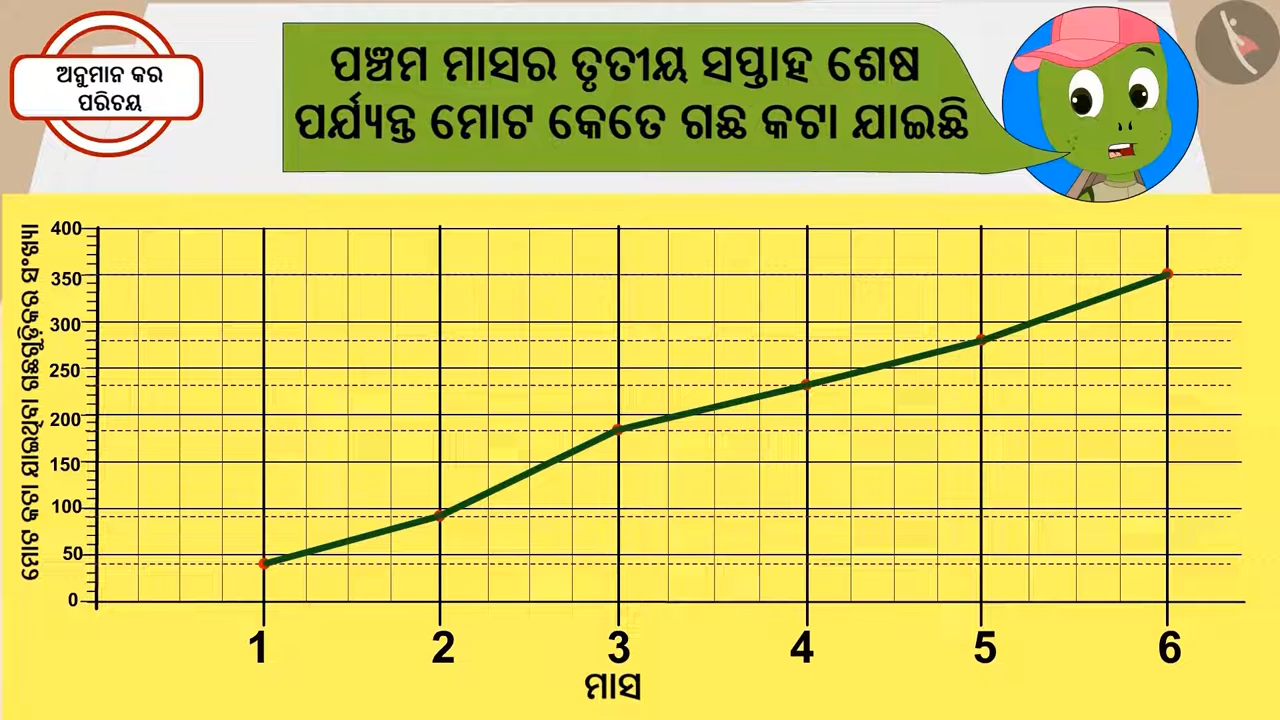 ଅନୁମାନ କର
ପରିଚୟ
ପଞ୍ଚମ ମାସର ତୃତୀୟ ସପ୍ତାହ ଶେଷ
ପର୍ଯ୍ୟନ୍ତ ମୋଟ କେତେ ଗଛ କଟା ଯାଇଛି
ମୋଟ କଟା ଯାଇଥିବା ଗଛଗୁଡ଼ିକର ସଂଖ୍ୟା
400
350
300
250
200
150
100
50
0
1 2 3 4 5 6
ମାସ